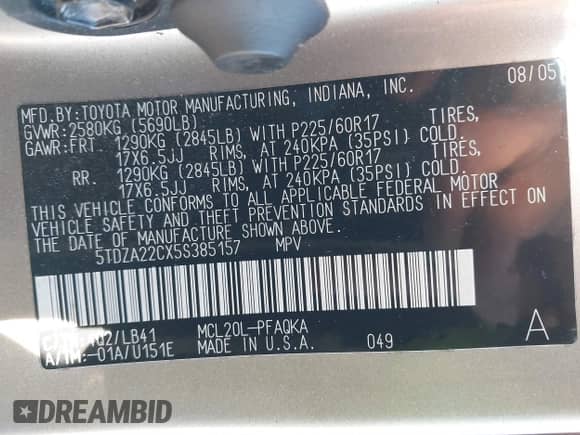 08/05
MFD.BY:TOYOTA MOTOR MANUFACTURING, INDIANA, INC.
GVWR:2580KG (5690LB)
GAWR:FRT. 1290KG (2845LB) WITH P225/60R17 TIRES,
17X6.5JJ RIMS, AT 240KPA (35PSI) COLD.
RR. 1290KG (2845LB) WITH P225/60R17 TIRES,
17X6.5JJ RIMS, AT 240KPA (35PSI) COLD.
THIS VEHICLE CONFORMS TO ALL APPLICABLE FEDERAL MOTOR
VEHICLE SAFETY AND THEFT PREVENTION STANDARDS IN EFFECT ON
THE DATE OF MANUFACTURE SHOWN ABOVE.
5TDZA22CX5S385157 MPV
/LB41 MCL20L-PFAQKA
A/TM:-01A/U151E MADE IN U.S.A. 049 A
DREAMBID